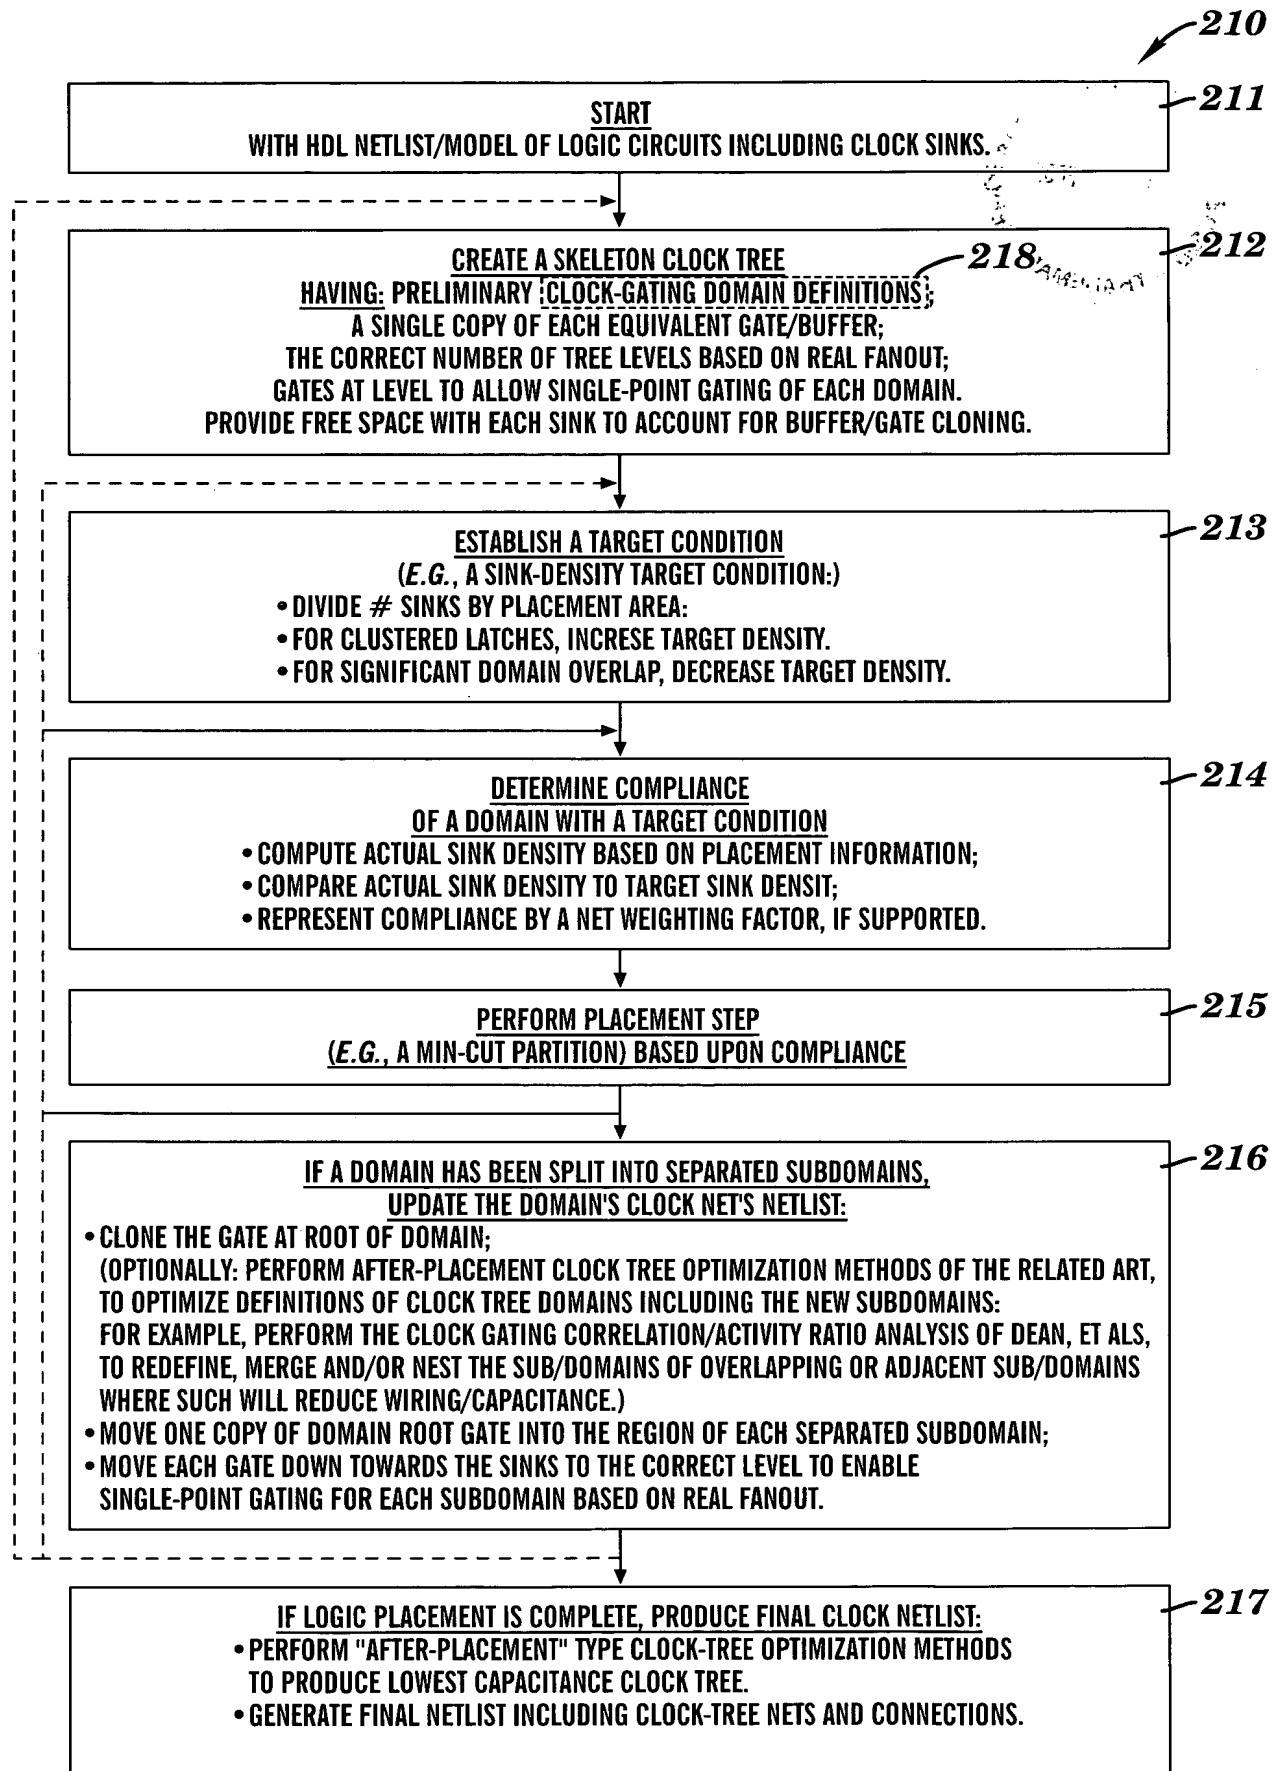 210
211
START
WITH HDL NETLIST/MODEL OF LOGIC CIRCUITS INCLUDING CLOCK SINKS.
212
CREATE A SKELETON CLOCK TREE
218
HAVING: PRELIMINARY CLOCK-GATING DOMAIN DEFINITIONS;
A SINGLE COPY OF EACH EQUIVALENT GATE/BUFFER;
THE CORRECT NUMBER OF TREE LEVELS BASED ON REAL FANOUT;
GATES AT LEVEL TO ALLOW SINGLE-POINT GATING OF EACH DOMAIN.
PROVIDE FREE SPACE WITH EACH SINK TO ACCOUNT FOR BUFFER/GATE CLONING.
213
ESTABLISH A TARGET CONDITION
(E.G., A SINK-DENSITY TARGET CONDITION:)
• DIVIDE # SINKS BY PLACEMENT AREA:
• FOR CLUSTERED LATCHES, INCRESE TARGET DENSITY.
• FOR SIGNIFICANT DOMAIN OVERLAP, DECREASE TARGET DENSITY.
214
DETERMINE COMPLIANCE
OF A DOMAIN WITH A TARGET CONDITION
• COMPUTE ACTUAL SINK DENSITY BASED ON PLACEMENT INFORMATION;
• COMPARE ACTUAL SINK DENSITY TO TARGET SINK DENSIT;
• REPRESENT COMPLIANCE BY A NET WEIGHTING FACTOR, IF SUPPORTED.
215
PERFORM PLACEMENT STEP
(E.G., A MIN-CUT PARTITION) BASED UPON COMPLIANCE
216
IF A DOMAIN HAS BEEN SPLIT INTO SEPARATED SUBDOMAINS,
UPDATE THE DOMAIN'S CLOCK NET'S NETLIST:
• CLONE THE GATE AT ROOT OF DOMAIN;
(OPTIONALLY: PERFORM AFTER-PLACEMENT CLOCK TREE OPTIMIZATION METHODS OF THE RELATED ART,
TO OPTIMIZE DEFINITIONS OF CLOCK TREE DOMAINS INCLUDING THE NEW SUBDOMAINS:
FOR EXAMPLE, PERFORM THE CLOCK GATING CORRELATION/ACTIVITY RATIO ANALYSIS OF DEAN, ET ALS,
TO REDEFINE, MERGE AND/OR NEST THE SUB/DOMAINS OF OVERLAPPING OR ADJACENT SUB/DOMAINS
WHERE SUCH WILL REDUCE WIRING/CAPACITANCE.)
• MOVE ONE COPY OF DOMAIN ROOT GATE INTO THE REGION OF EACH SEPARATED SUBDOMAIN;
• MOVE EACH GATE DOWN TOWARDS THE SINKS TO THE CORRECT LEVEL TO ENABLE
SINGLE-POINT GATING FOR EACH SUBDOMAIN BASED ON REAL FANOUT.
217
IF LOGIC PLACEMENT IS COMPLETE, PRODUCE FINAL CLOCK NETLIST:
• PERFORM "AFTER-PLACEMENT" TYPE CLOCK-TREE OPTIMIZATION METHODS
TO PRODUCE LOWEST CAPACITANCE CLOCK TREE.
• GENERATE FINAL NETLIST INCLUDING CLOCK-TREE NETS AND CONNECTIONS.